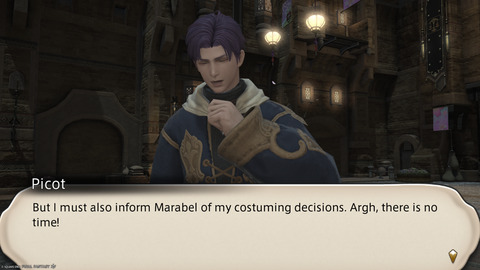 Picot
But I must also inform Marabel of my costuming decisions. Argh, there is no
time!